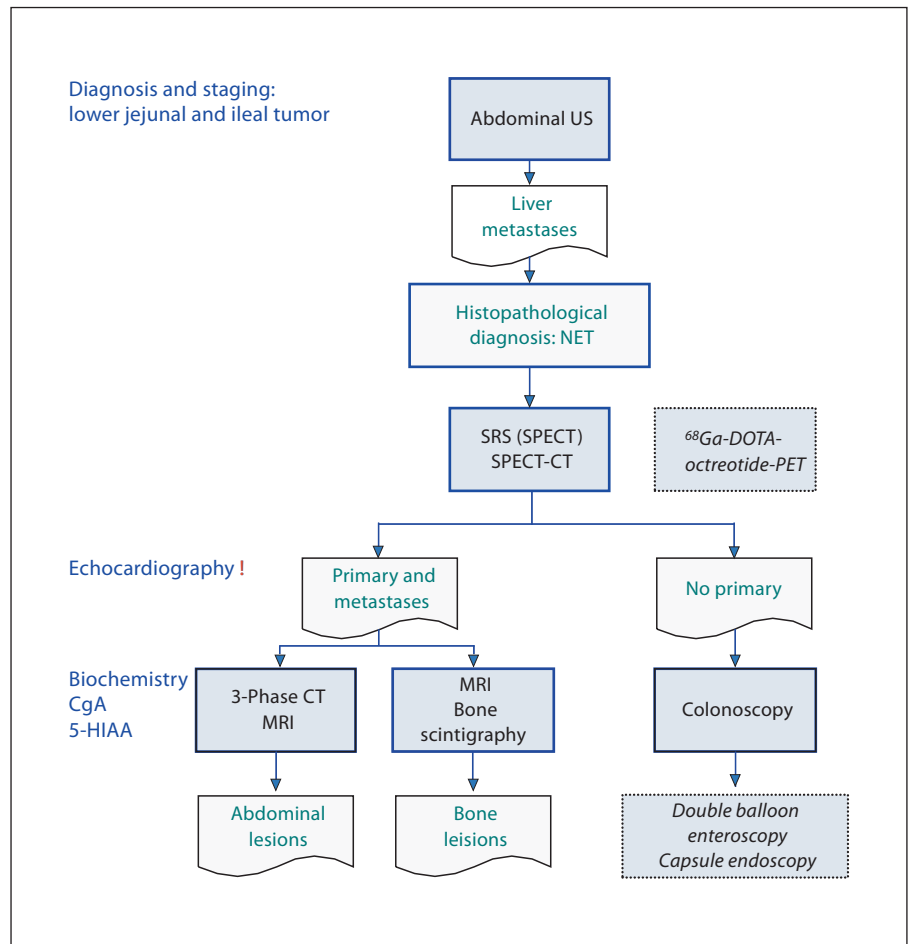 Diagnosis and staging:
lower jejunal and ileal tumor
Abdominal US
Liver
metastases
Histopathological
diagnosis: NET
SRS (SPECT)
SPECT-CT
⁶⁸Ga-DOTA-
octreotide-PET
Echocardiography !
Primary and
metastases
No primary
Biochemistry
CgA
5-HIAA
3-Phase CT
MRI
MRI
Bone
scintigraphy
Colonoscopy
Abdominal
lesions
Bone
leisions
Double balloon
enteroscopy
Capsule endoscopy